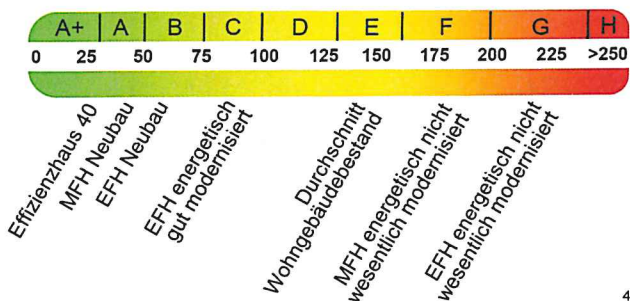 A+ A B C D E F G H
0 25 50 75 100 125 150 175 200 225 >250
Effizienzhaus 40
MFH Neubau
EFH Neubau
EFH energetisch
gut modernisiert
Durchschnitt
Wohngebäudebestand
MFH energetisch nicht
wesentlich modernisiert
EFH energetisch nicht
wesentlich modernisiert
4